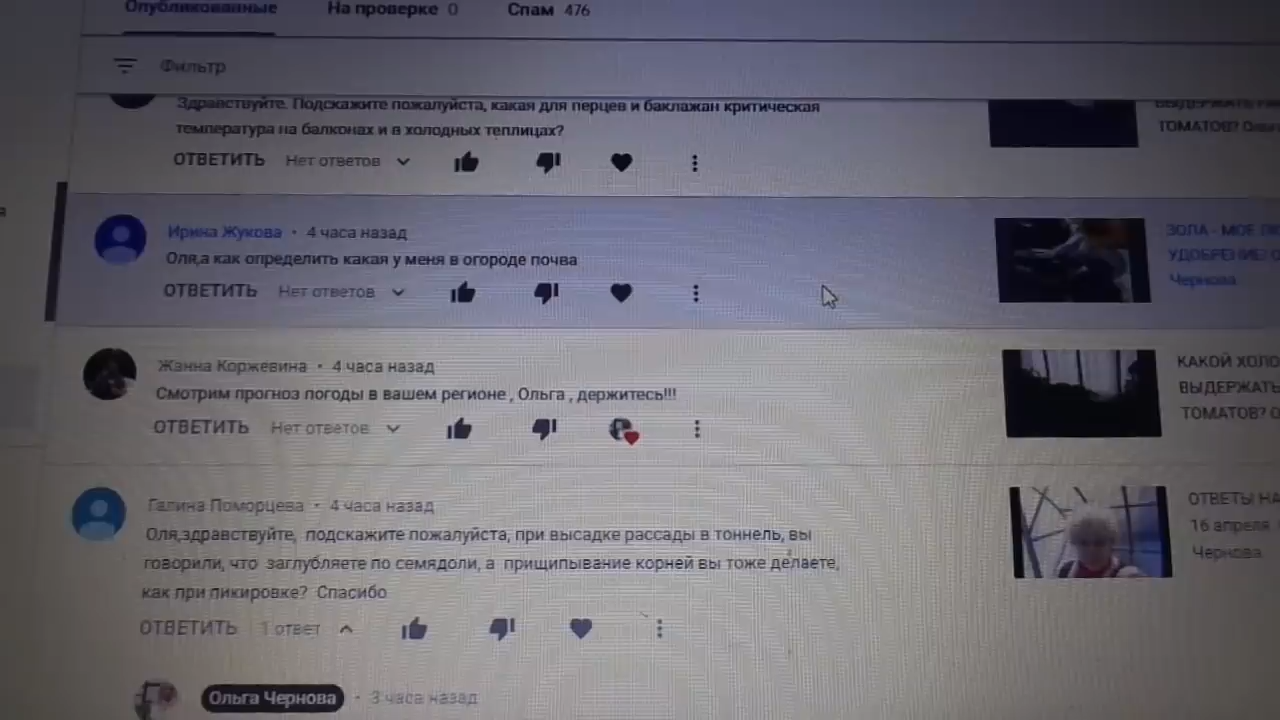 Опубликованные На проверке 0 Спам 476
Фильтр
Здравствуйте. Подскажите пожалуйста, какая для перцев и баклажан критическая
температура на балконах и в холодных теплицах?
ТОМАТОВ?
ОТВЕТИТЬ Нет ответов
Ирина Жукова • 4 часа назад
Оля,а как определить какая у меня в огороде почва
ОТВЕТИТЬ Нет ответов
ЗОЛА - МОЕ
УДОБРЕНИЕ!
Чернова
Жанна Коржевина • 4 часа назад
Смотрим прогноз погоды в вашем регионе , Ольга , держитесь!!!
ОТВЕТИТЬ Нет ответов
КАКОЙ
ВЫДЕРЖАТЬ
ТОМАТОВ?
Галина Поморцева • 4 часа назад
Оля,здравствуйте, подскажите пожалуйста, при высадке рассады в тоннель, вы
говорили, что заглубляете по семядоли, а прищипывание корней вы тоже делаете,
как при пикировке? Спасибо
ОТВЕТИТЬ 1 ответ
ОТВЕТЫ НА
16 апреля
Чернова
Ольга Чернова • 3 часа назад